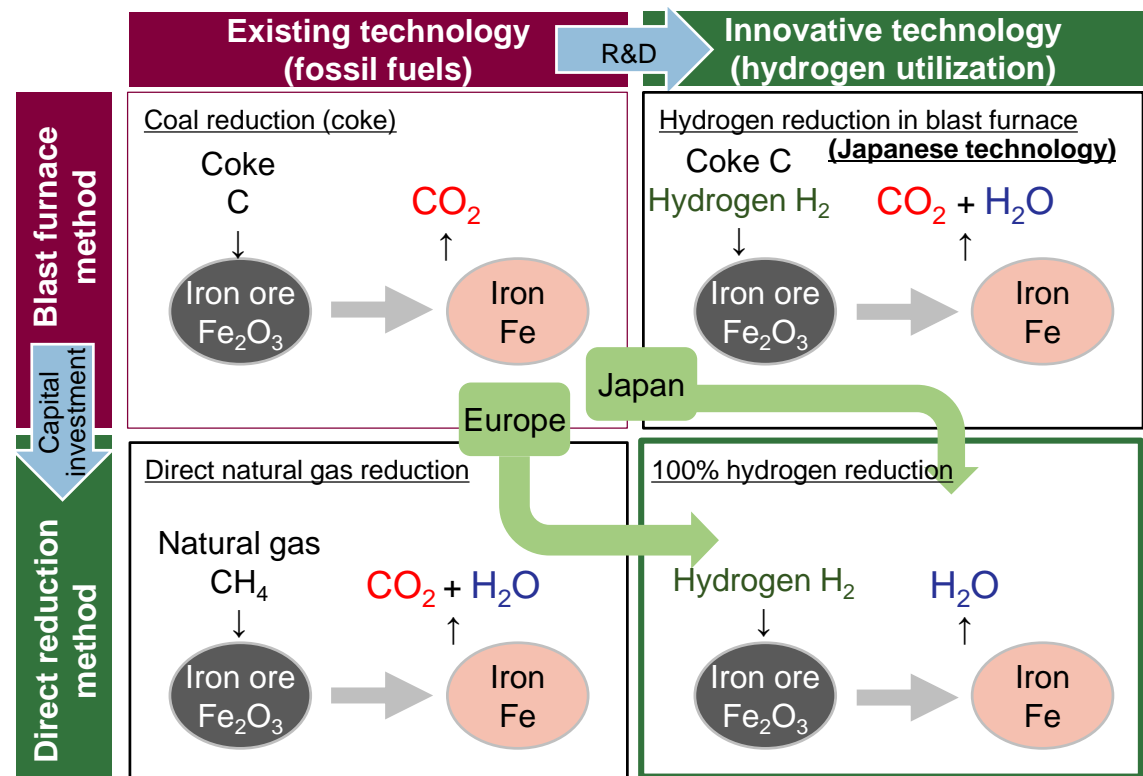 Existing technology
(fossil fuels)
R&D
Innovative technology
(hydrogen utilization)
Blast furnace
method
Coal reduction (coke)
Coke
C
CO₂
↓
↑
Iron ore
Fe₂O₃
Iron
Fe
Hydrogen reduction in blast furnace
(Japanese technology)
Coke C
Hydrogen H₂
CO₂ + H₂O
↓
↑
Iron ore
Fe₂O₃
Iron
Fe
Capital
investment
Japan
Europe
Direct reduction
method
Direct natural gas reduction
Natural gas
CH₄
CO₂ + H₂O
↓
↑
Iron ore
Fe₂O₃
Iron
Fe
100% hydrogen reduction
Hydrogen H₂
H₂O
↓
↑
Iron ore
Fe₂O₃
Iron
Fe